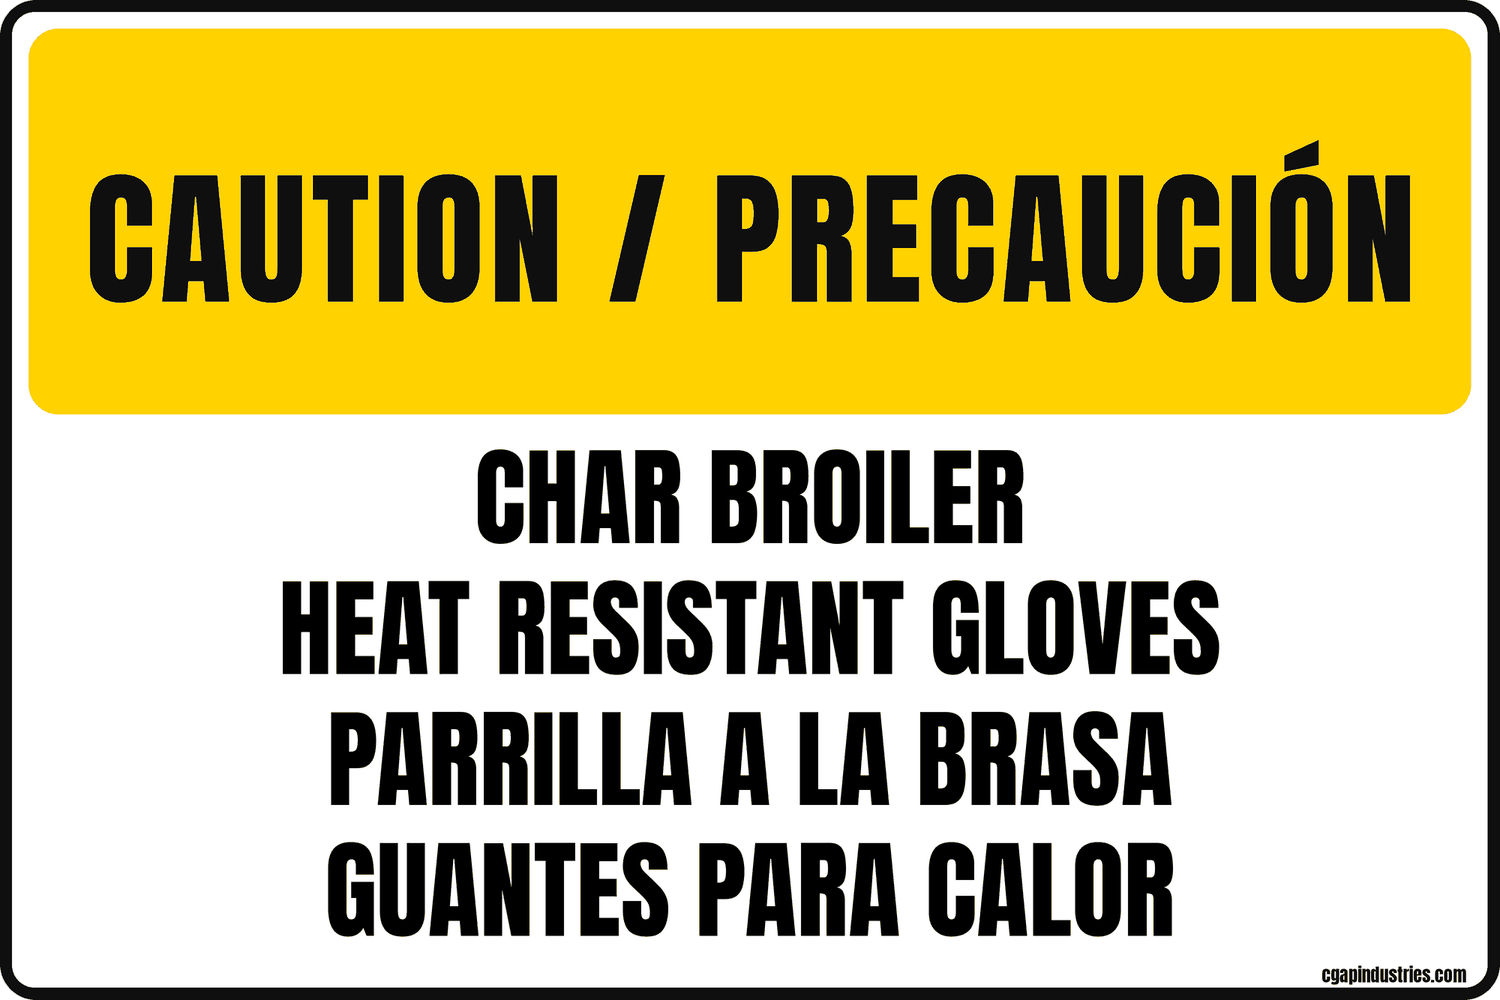 CAUTION / PRECAUCIÓN
CHAR BROILER
HEAT RESISTANT GLOVES
PARRILLA A LA BRASA
GUANTES PARA CALOR
cgapindustries.com